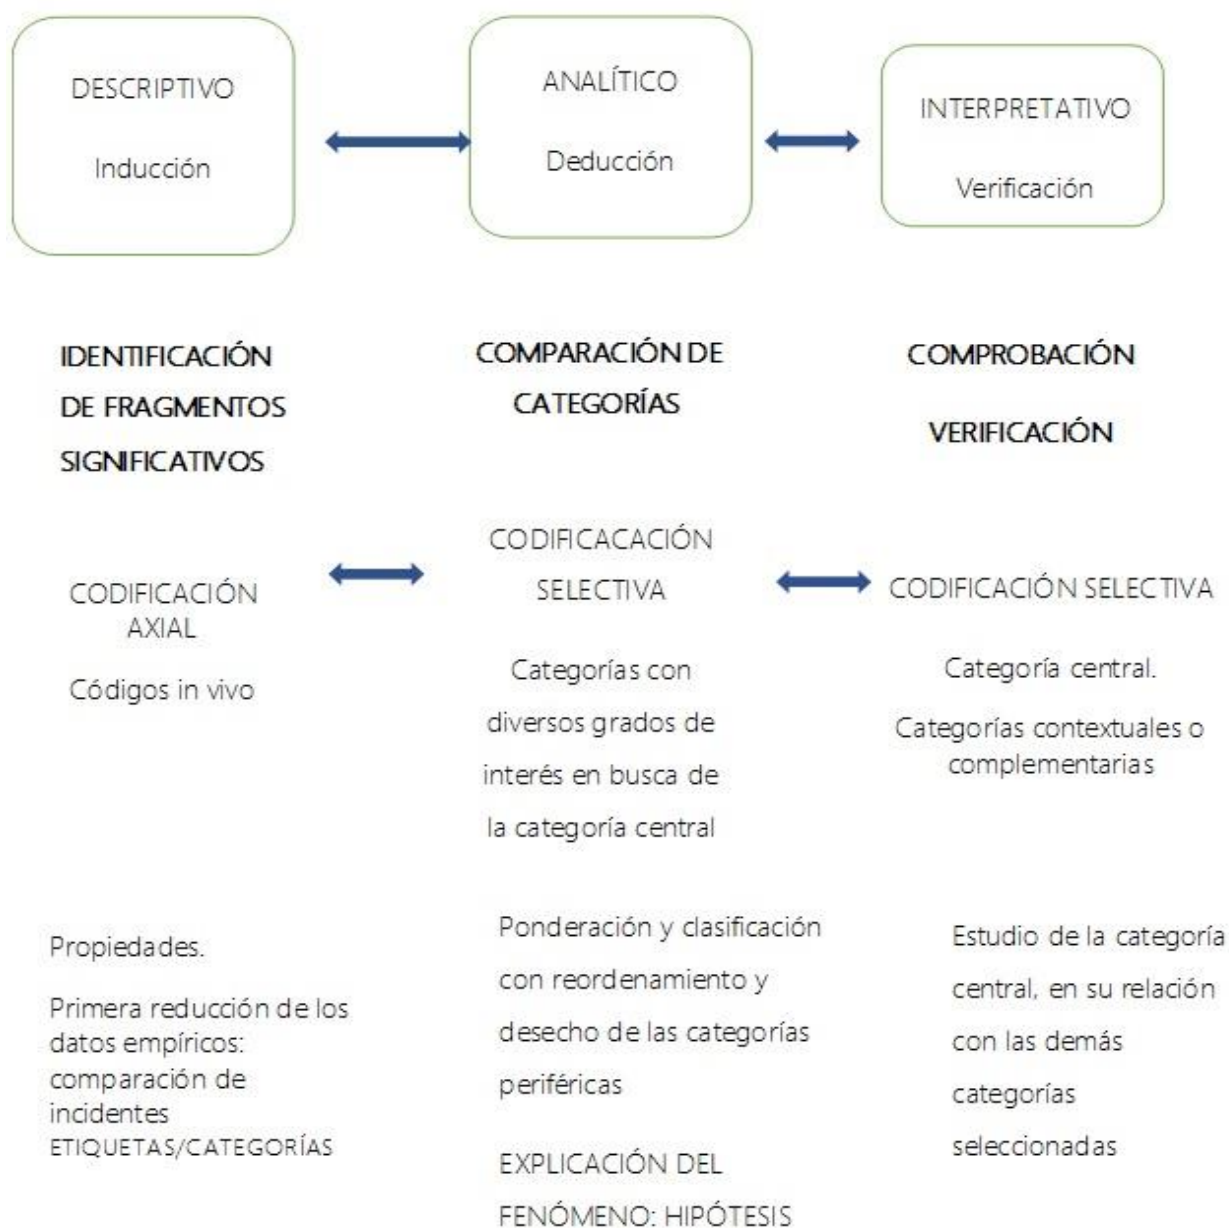 DESCRIPTIVO
Inducción
ANALÍTICO
Deducción
INTERPRETATIVO
Verificación
IDENTIFICACIÓN
DE FRAGMENTOS
SIGNIFICATIVOS
COMPARACIÓN DE
CATEGORÍAS
COMPROBACIÓN
VERIFICACIÓN
CODIFICACIÓN
AXIAL
Códigos in vivo
CODIFICACACIÓN
SELECTIVA
Categorías con
diversos grados de
interés en busca de
la categoría central
CODIFICACIÓN SELECTIVA
Categoría central.
Categorías contextuales o
complementarias
Propiedades.
Primera reducción de los
datos empíricos:
comparación de
incidentes
ETIQUETAS/CATEGORÍAS
Ponderación y clasificación
con reordenamiento y
desecho de las categorías
periféricas
EXPLICACIÓN DEL
FENÓMENO: HIPÓTESIS
Estudio de la categoría
central, en su relación
con las demás
categorías
seleccionadas